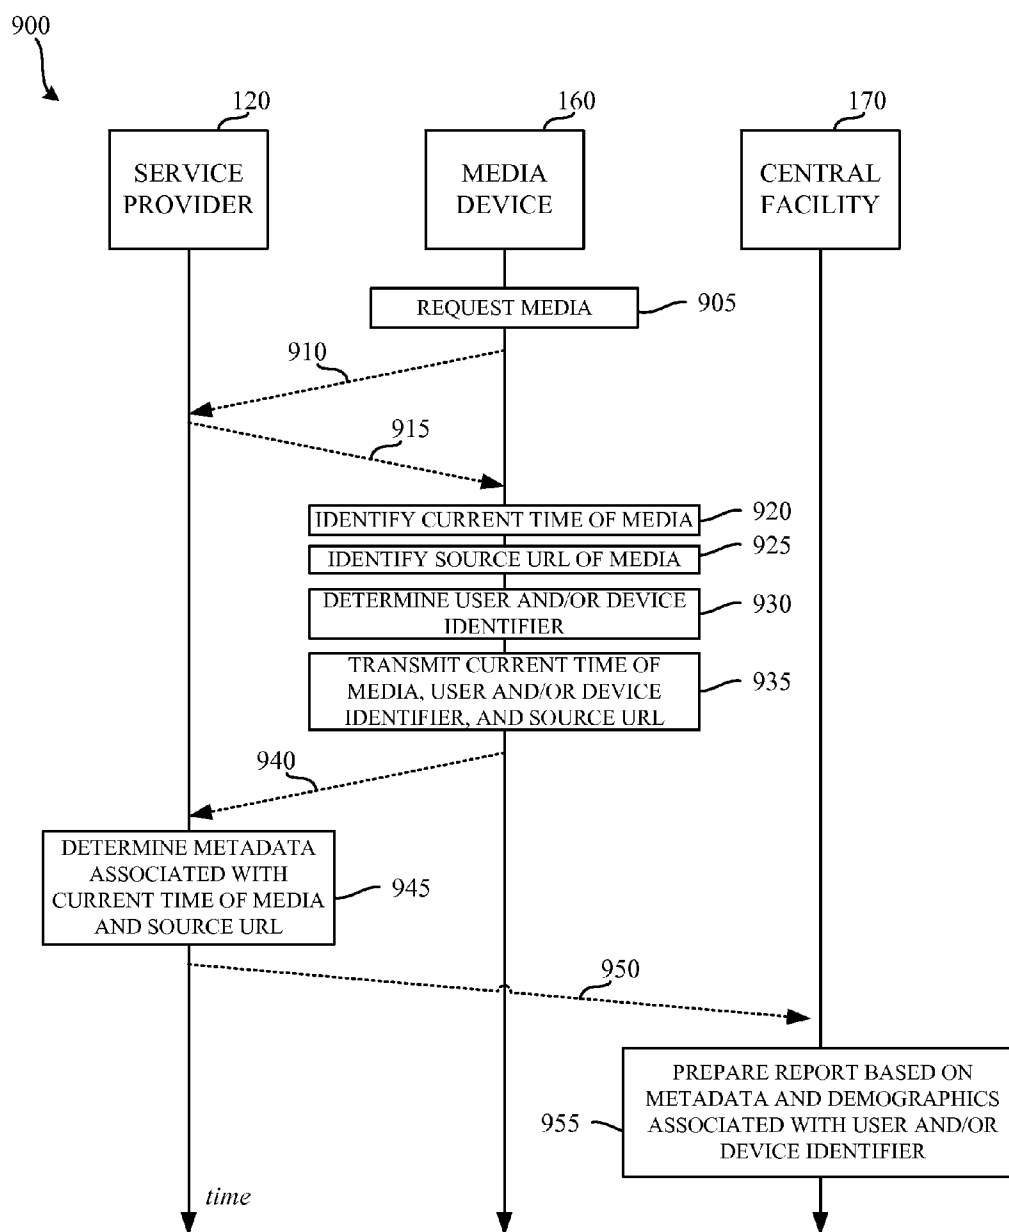 900
120
160
170
SERVICE
PROVIDER
MEDIA
DEVICE
CENTRAL
FACILITY
REQUEST MEDIA
905
910
915
IDENTIFY CURRENT TIME OF MEDIA
920
IDENTIFY SOURCE URL OF MEDIA
925
DETERMINE USER AND/OR DEVICE
IDENTIFIER
930
TRANSMIT CURRENT TIME OF
MEDIA, USER AND/OR DEVICE
IDENTIFIER, AND SOURCE URL
935
940
DETERMINE METADATA
ASSOCIATED WITH
CURRENT TIME OF MEDIA
AND SOURCE URL
945
950
PREPARE REPORT BASED ON
METADATA AND DEMOGRAPHICS
ASSOCIATED WITH USER AND/OR
DEVICE IDENTIFIER
955
time